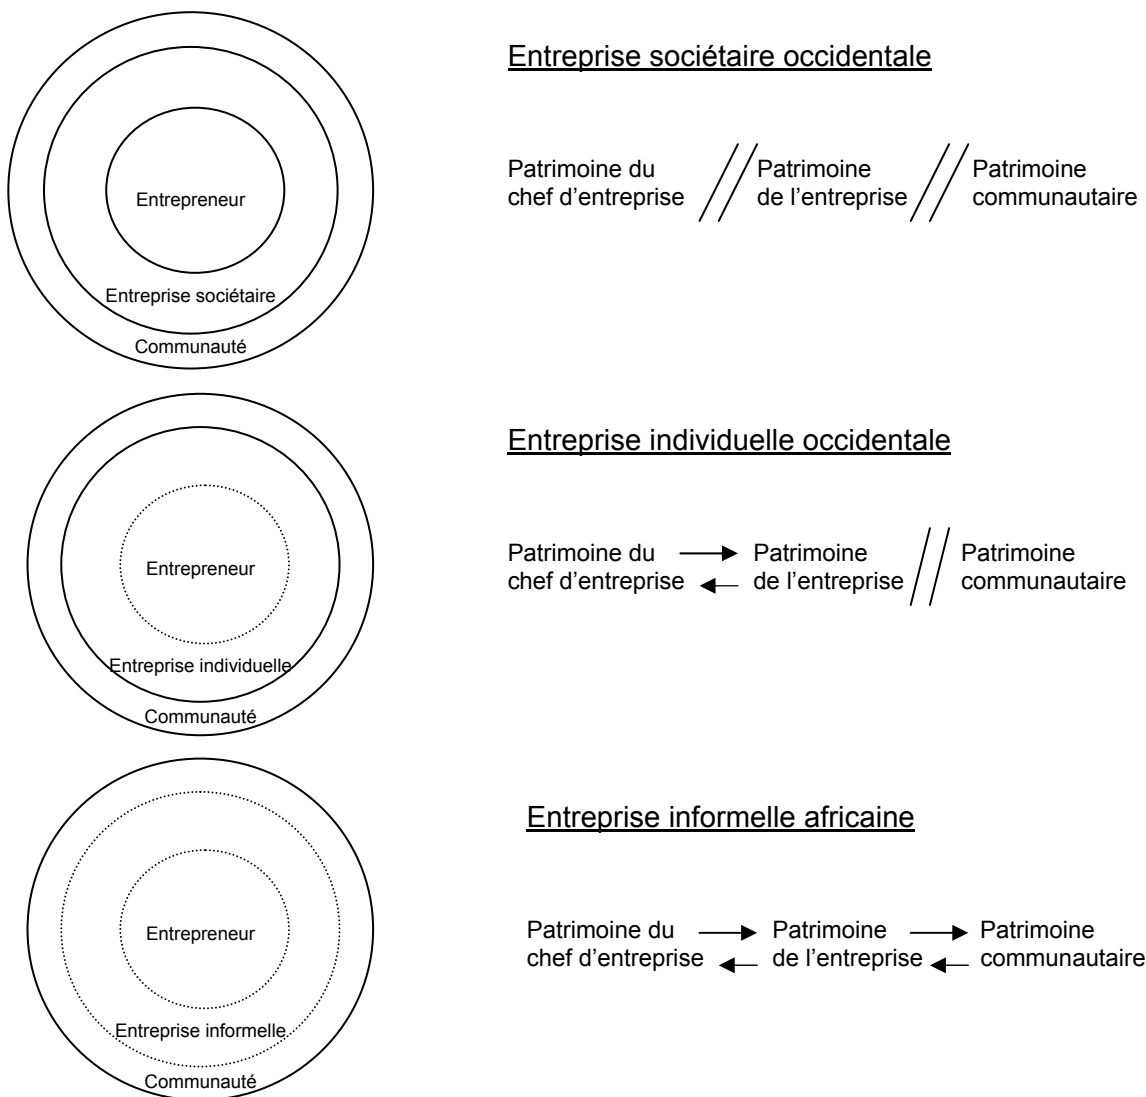 Entreprise sociétaire occidentale
Patrimoine du Patrimoine Patrimoine
chef d’entreprise de l’entreprise communautaire
Entrepreneur
Entreprise sociétaire
Communauté
Entreprise individuelle occidentale
Patrimoine du Patrimoine Patrimoine
chef d’entreprise de l’entreprise communautaire
Entrepreneur
Entreprise individuelle
Communauté
Entreprise informelle africaine
Patrimoine du Patrimoine Patrimoine
chef d’entreprise de l’entreprise communautaire
Entrepreneur
Entreprise informelle
Communauté